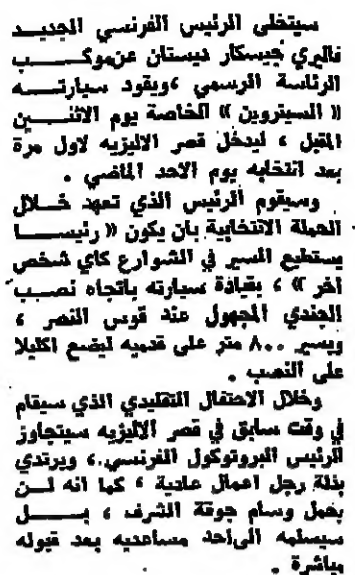 سيتخلى الرئيس الفرنسي الجديد
فاليري جيسكار ديستان عن موكب
الرئاسة الرسمي ، ويقود سيارته
« السيتروين » الخاصة يوم الاثنين
المقبل ، ليدخل قصر الاليزيه لاول مرة
بعد انتخابه يوم الاحد الماضي .
وسيقوم الرئيس الذي تعهد خلال
الحملة الانتخابية بان يكون « رئيسا
يستطيع السير في الشوارع كاي شخص
آخر » ، بقيادة سيارته باتجاه نصب
الجندي المجهول عند قوس النصر ،
ويسير ٨٠٠ متر على قدميه ليضع اكليلا
على النصب .
وخلال الاحتفال التقليدي الذي سيقام
في وقت سابق في قصر الاليزيه سيتجاوز
الرئيس البروتوكول الفرنسي ، ويرتدي
بذلة رجل اعمال عادية ، كما انه لن
يحمل وسام جوقة الشرف ، بل
سيسلمه الى احد مساعديه بعد قبوله
مباشرة .